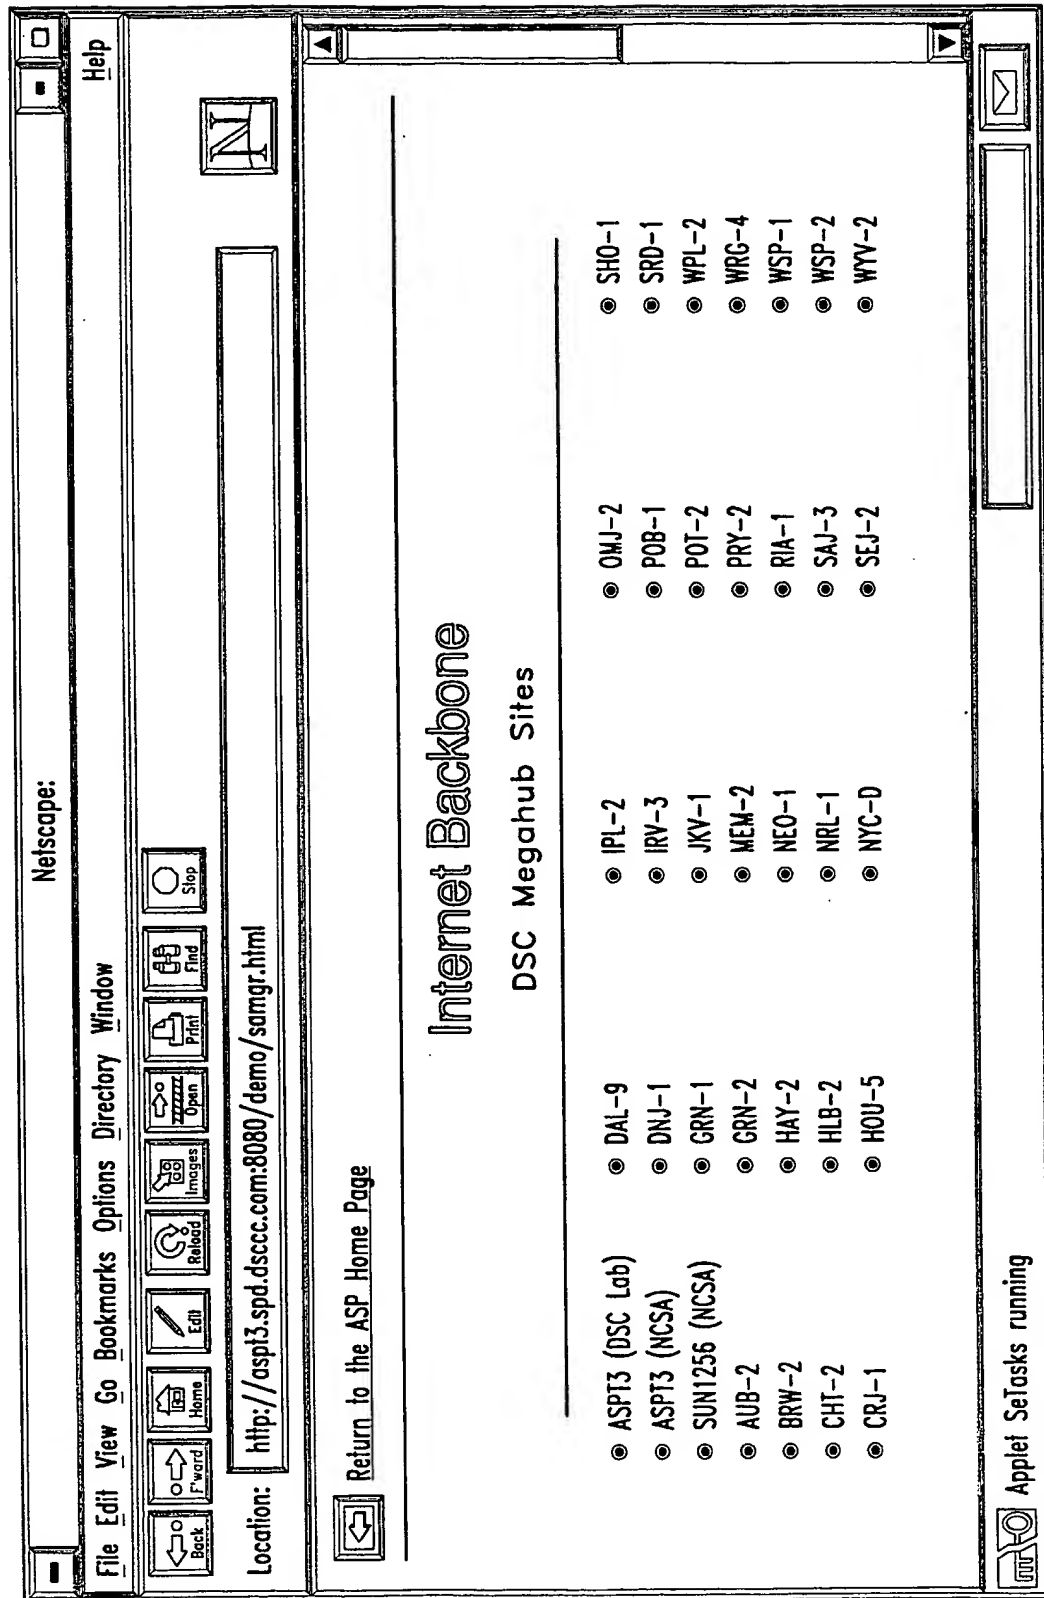 Netscape:
File Edit View Go Bookmarks Options Directory Window Help
Back F'ward Home Edit Reload Images Open Print Find Stop
N
Location: http://aspt3.spd.dsccc.com:8080/demo/samgr.html
Return to the ASP Home Page
Internet Backbone
DSC Megahub Sites
ASPT3 (DSC Lab) DAL-9 IPL-2 OMJ-2 SHO-1
ASPT3 (NCSA) DNJ-1 IRV-3 POB-1 SRD-1
SUN1256 (NCSA) GRN-1 JKV-1 POT-2 WPL-2
AUB-2 GRN-2 MEM-2 PRY-2 WRG-4
BRW-2 HAY-2 NEO-1 RIA-1 WSP-1
CHT-2 HLB-2 NRL-1 SAJ-3 WSP-2
CRJ-1 HOU-5 NYC-D SEJ-2 WYV-2
Applet SeTasks running